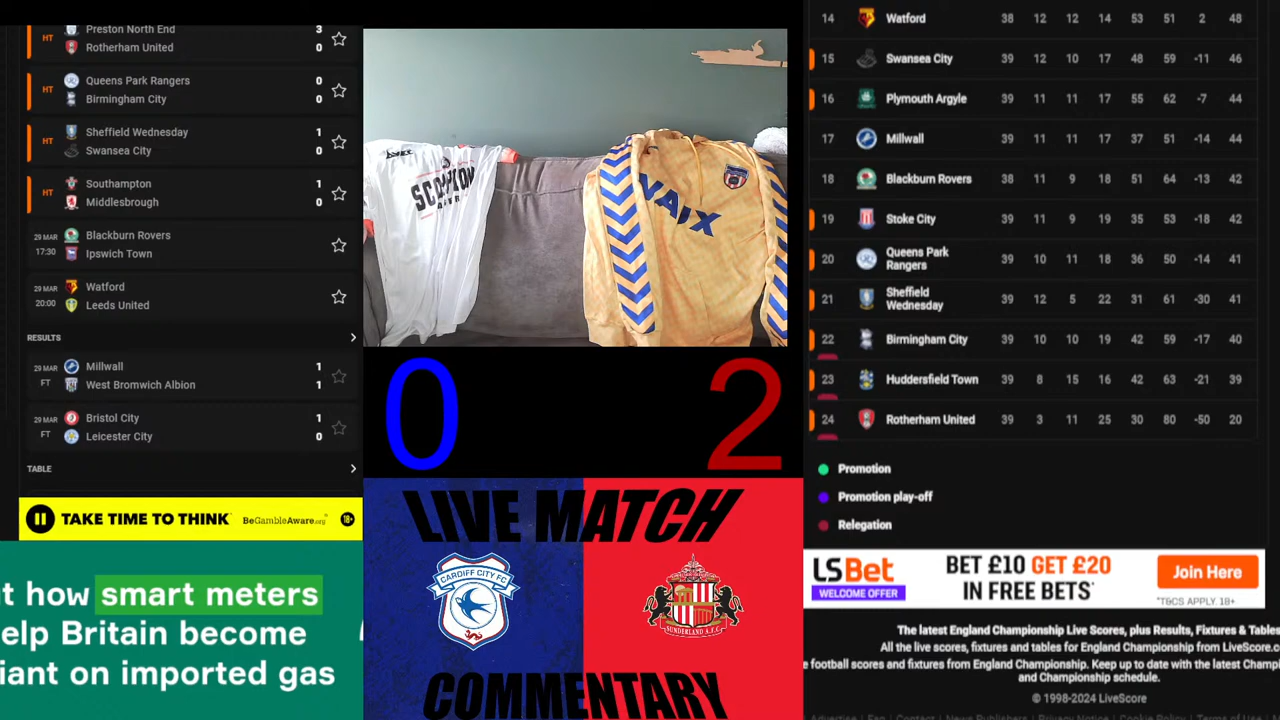 HT Preston North End 3
Rotherham United 0
HT Queens Park Rangers 0
Birmingham City 0
HT Sheffield Wednesday 1
Swansea City 0
HT Southampton 1
Middlesbrough 0
29 MAR 17:30 Blackburn Rovers
Ipswich Town
29 MAR 20:00 Watford
Leeds United
RESULTS
29 MAR FT Millwall 1
West Bromwich Albion 1
29 MAR FT Bristol City 1
Leicester City 0
TABLE
TAKE TIME TO THINK BeGambleAware.org 18+
t how smart meters
elp Britain become
iant on imported gas
0 2
LIVE MATCH
CARDIFF CITY FC
SUNDERLAND A.F.C
COMMENTARY
14 Watford 38 12 12 14 53 51 2 48
15 Swansea City 39 12 10 17 48 59 -11 46
16 Plymouth Argyle 39 11 11 17 55 62 -7 44
17 Millwall 39 11 11 17 37 51 -14 44
18 Blackburn Rovers 38 11 9 18 51 64 -13 42
19 Stoke City 39 11 9 19 35 53 -18 42
20 Queens Park Rangers 39 10 11 18 36 50 -14 41
21 Sheffield Wednesday 39 12 5 22 31 61 -30 41
22 Birmingham City 39 10 10 19 42 59 -17 40
23 Huddersfield Town 39 8 15 16 42 63 -21 39
24 Rotherham United 39 3 11 25 30 80 -50 20
Promotion
Promotion play-off
Relegation
LSBet
WELCOME OFFER
BET £10 GET £20
IN FREE BETS*
Join Here
*T&CS APPLY. 18+
The latest England Championship Live Scores, plus Results, Fixtures & Tables
All the live scores, fixtures and tables for England Championship from LiveScore.co
e football scores and fixtures from England Championship. Keep up to date with the latest Champi
and Championship schedule.
© 1998-2024 LiveScore